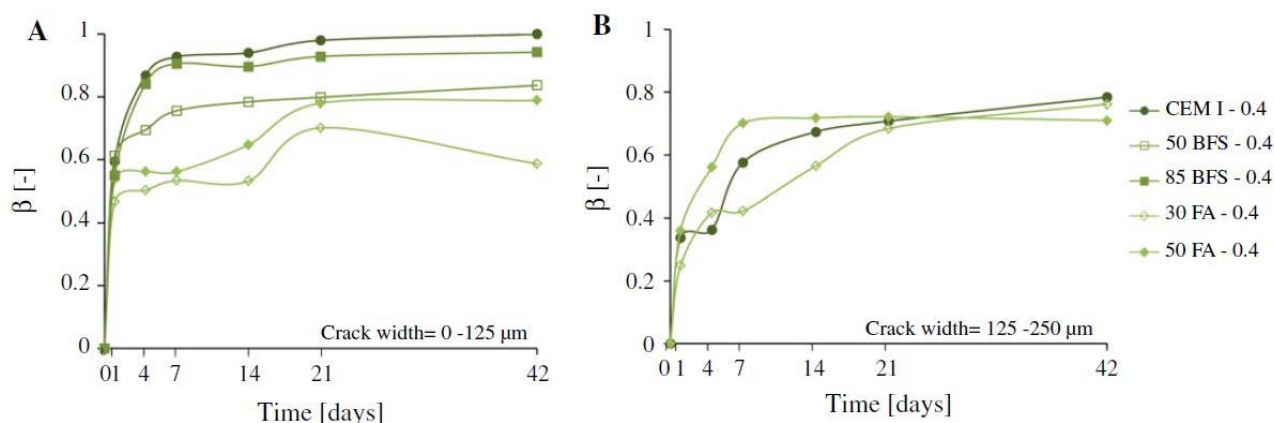 A
1
0.8
0.6
0.4
0.2
0
β [-]
Crack width= 0 -125 μm
0 1 4 7 14 21 42
Time [days]
B
1
0.8
0.6
0.4
0.2
0
β [-]
Crack width= 125 -250 μm
0 1 4 7 14 21 42
Time [days]
CEM I - 0.4
50 BFS - 0.4
85 BFS - 0.4
30 FA - 0.4
50 FA - 0.4